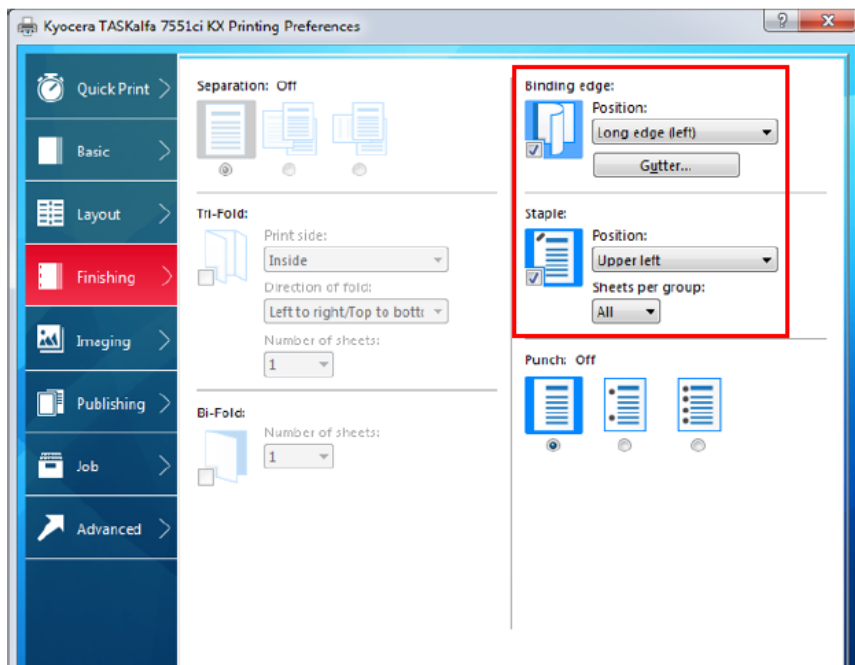 Kyocera TASKalfa 7551ci KX Printing Preferences
?
Quick Print
Basic
Layout
Finishing
Imaging
Publishing
Job
Advanced
Separation: Off
Tri-Fold:
Print side:
Inside
Direction of fold:
Left to right/Top to botto
Number of sheets:
1
Bi-Fold:
Number of sheets:
1
Binding edge:
Position:
Long edge (left)
Gutter...
Staple:
Position:
Upper left
Sheets per group:
All
Punch: Off